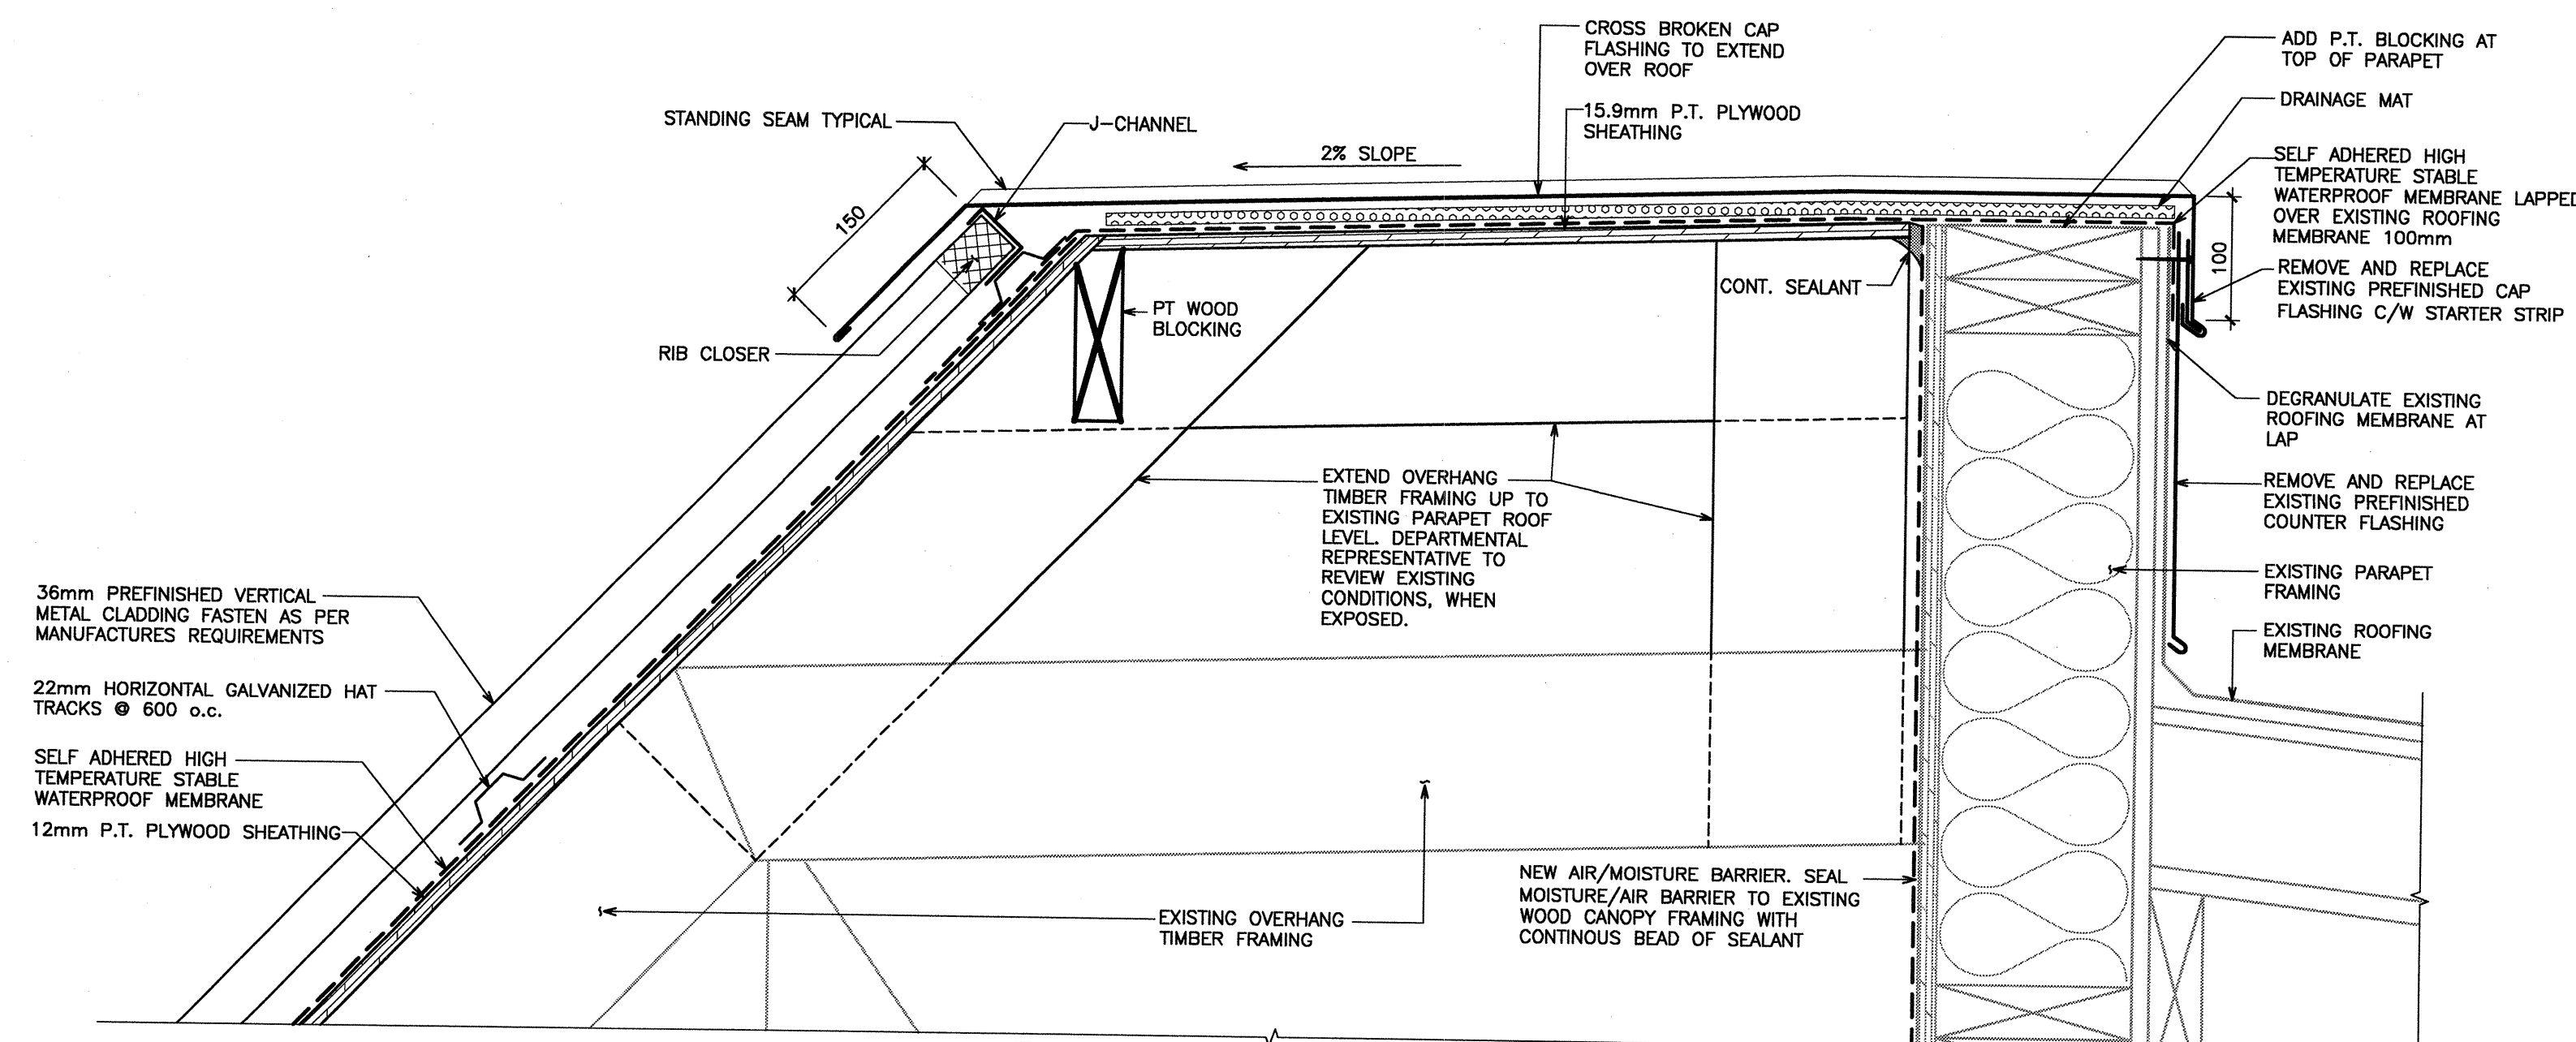 CROSS BROKEN CAP
FLASHING TO EXTEND
OVER ROOF
ADD P.T. BLOCKING AT
TOP OF PARAPET
DRAINAGE MAT
STANDING SEAM TYPICAL
J-CHANNEL
15.9mm P.T. PLYWOOD
SHEATHING
2% SLOPE
SELF ADHERED HIGH
TEMPERATURE STABLE
WATERPROOF MEMBRANE LAPPED
OVER EXISTING ROOFING
MEMBRANE 100mm
150
100
REMOVE AND REPLACE
EXISTING PREFINISHED CAP
FLASHING C/W STARTER STRIP
CONT. SEALANT
PT WOOD
BLOCKING
RIB CLOSER
DEGRANULATE EXISTING
ROOFING MEMBRANE AT
LAP
EXTEND OVERHANG
TIMBER FRAMING UP TO
EXISTING PARAPET ROOF
LEVEL. DEPARTMENTAL
REPRESENTATIVE TO
REVIEW EXISTING
CONDITIONS, WHEN
EXPOSED.
REMOVE AND REPLACE
EXISTING PREFINISHED
COUNTER FLASHING
EXISTING PARAPET
FRAMING
36mm PREFINISHED VERTICAL
METAL CLADDING FASTEN AS PER
MANUFACTURES REQUIREMENTS
EXISTING ROOFING
MEMBRANE
22mm HORIZONTAL GALVANIZED HAT
TRACKS @ 600 o.c.
SELF ADHERED HIGH
TEMPERATURE STABLE
WATERPROOF MEMBRANE
12mm P.T. PLYWOOD SHEATHING
NEW AIR/MOISTURE BARRIER. SEAL
MOISTURE/AIR BARRIER TO EXISTING
WOOD CANOPY FRAMING WITH
CONTINOUS BEAD OF SEALANT
EXISTING OVERHANG
TIMBER FRAMING